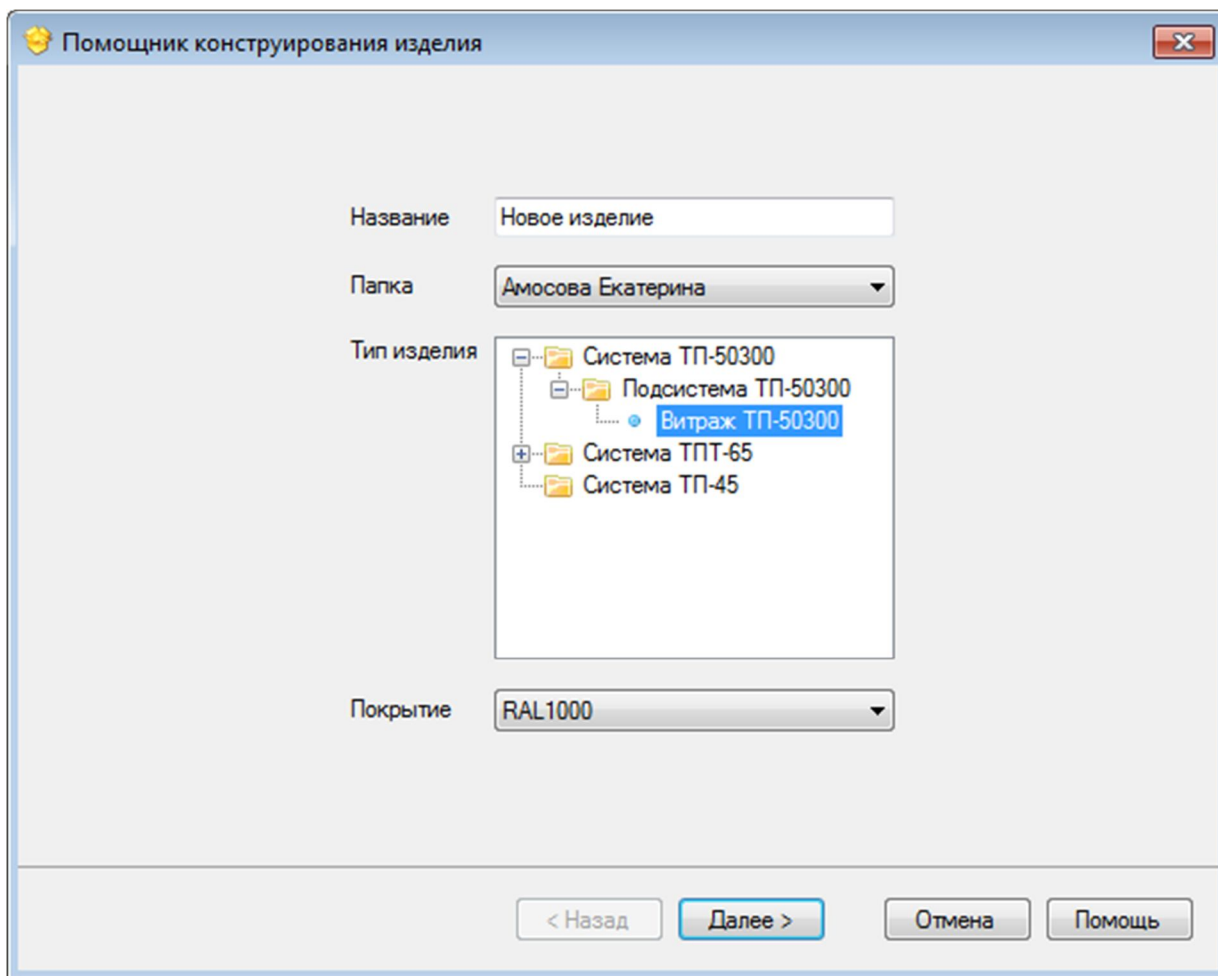 Помощник конструирования изделия
Название Новое изделие
Папка Амосова Екатерина
Тип изделия Система ТП-50300
Подсистема ТП-50300
Витраж ТП-50300
Система ТПТ-65
Система ТП-45
Покрытие RAL1000
< Назад Далее > Отмена Помощь